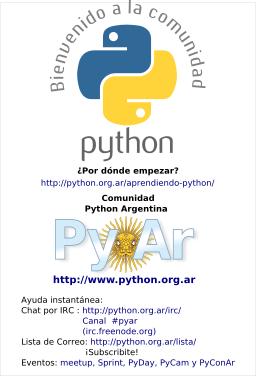 Bienvenido a la comunidad
python
¿Por dónde empezar?
http://python.org.ar/aprendiendo-python/
Comunidad
Python Argentina
PyAr
http://www.python.org.ar
Ayuda instantánea:
Chat por IRC : http://python.org.ar/irc/
Canal #pyar
(irc.freenode.org)
Lista de Correo: http://python.org.ar/lista/
¡Subscribite!
Eventos: meetup, Sprint, PyDay, PyCam y PyConAr